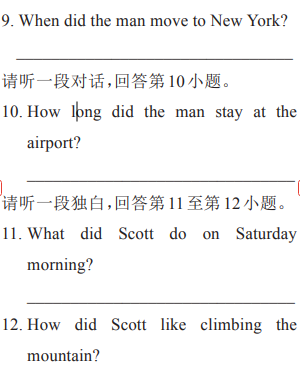 9. When did the man move to New York?
请听一段对话,回答第10小题。
10. How long did the man stay at the
airport?
请听一段独白,回答第11至第12小题。
11. What did Scott do on Saturday
morning?
12. How did Scott like climbing the
mountain?